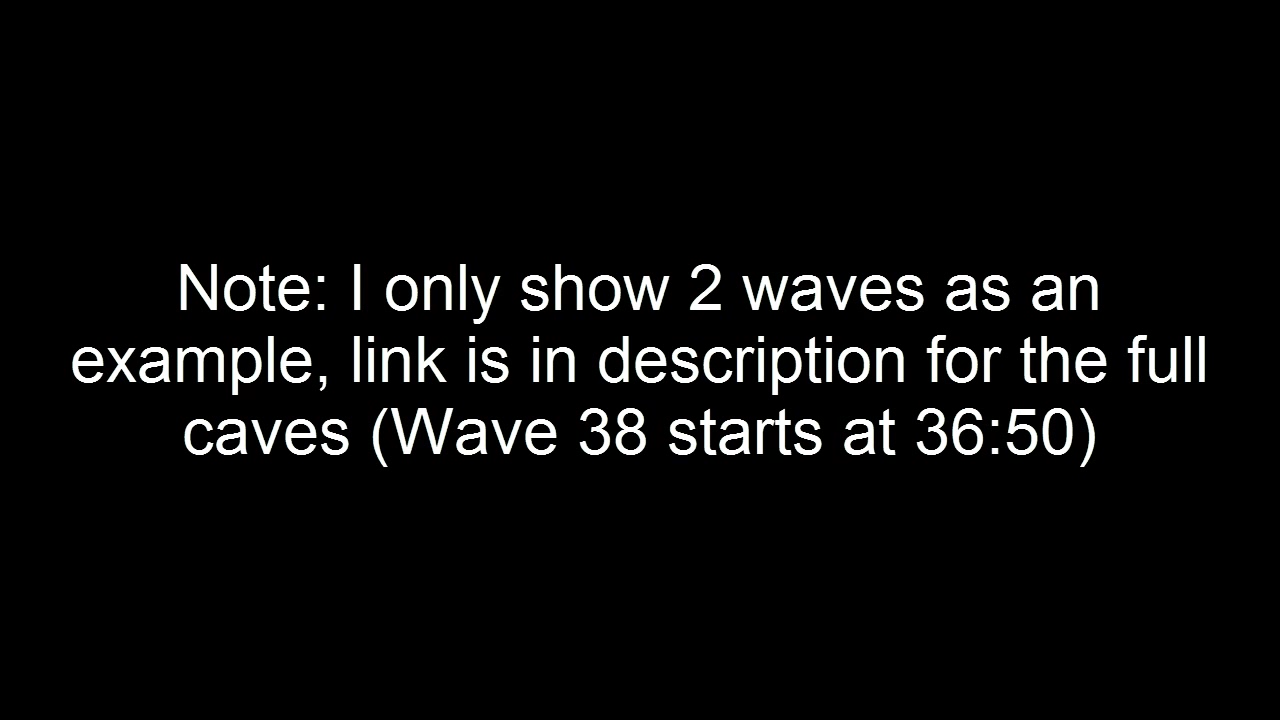 Note: I only show 2 waves as an
example, link is in description for the full
caves (Wave 38 starts at 36:50)